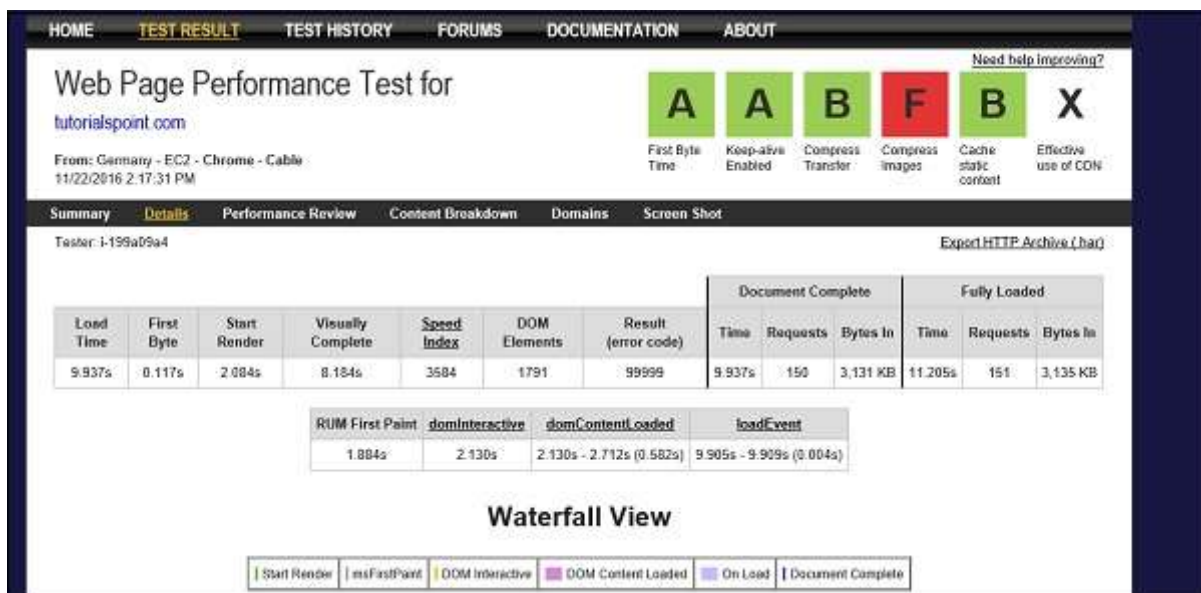 HOME TEST RESULT TEST HISTORY FORUMS DOCUMENTATION ABOUT
Need help improving?
Web Page Performance Test for
tutorialspoint.com
From: Germany - EC2 - Chrome - Cable
11/22/2016 2:17:31 PM
A A B F B X
First Byte Time Keep-alive Enabled Compress Transfer Compress Images Cache static content Effective use of CDN
Summary Details Performance Review Content Breakdown Domains Screen Shot
Tester: i-199a09a4
Export HTTP Archive (.har)
Document Complete Fully Loaded
Load Time First Byte Start Render Visually Complete Speed Index DOM Elements Result (error code) Time Requests Bytes In Time Requests Bytes In
9.937s 0.117s 2.084s 8.184s 3584 1791 99999 9.937s 150 3,131 KB 11.205s 151 3,135 KB
RUM First Paint domInteractive domContentLoaded loadEvent
1.884s 2.130s 2.130s - 2.712s (0.582s) 9.905s - 9.909s (0.004s)
Waterfall View
Start Render msFirstPaint DOM Interactive DOM Content Loaded On Load Document Complete